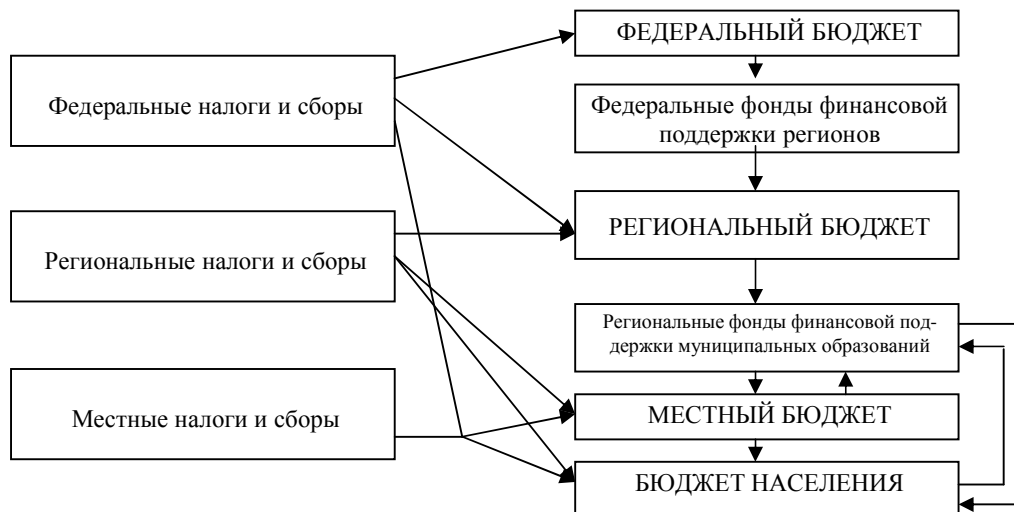 ФЕДЕРАЛЬНЫЙ БЮДЖЕТ
Федеральные налоги и сборы
Федеральные фонды финансовой
поддержки регионов
РЕГИОНАЛЬНЫЙ БЮДЖЕТ
Региональные налоги и сборы
Региональные фонды финансовой под-
держки муниципальных образований
Местные налоги и сборы
МЕСТНЫЙ БЮДЖЕТ
БЮДЖЕТ НАСЕЛЕНИЯ